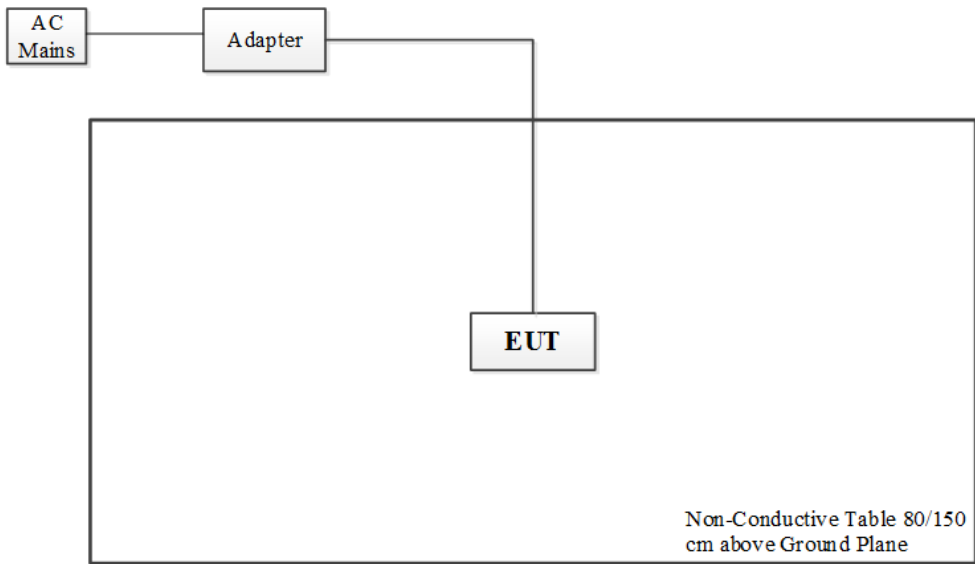 AC
Mains
Adapter
EUT
Non-Conductive Table 80/150
cm above Ground Plane